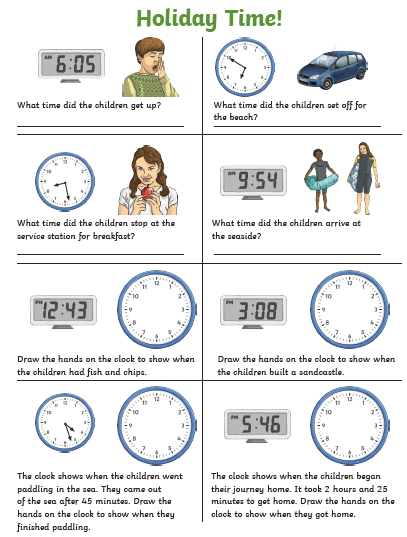 Holiday Time!
AM 6:05
What time did the children get up?
What time did the children set off for
the beach?
What time did the children stop at the
service station for breakfast?
AM 9:54
What time did the children arrive at
the seaside?
PM 12:43
Draw the hands on the clock to show when
the children had fish and chips.
PM 3:08
Draw the hands on the clock to show when
the children built a sandcastle.
The clock shows when the children went
paddling in the sea. They came out
of the sea after 45 minutes. Draw the
hands on the clock to show when they
finished paddling.
PM 5:46
The clock shows when the children began
their journey home. It took 2 hours and 25
minutes to get home. Draw the hands on the
clock to show when they got home.